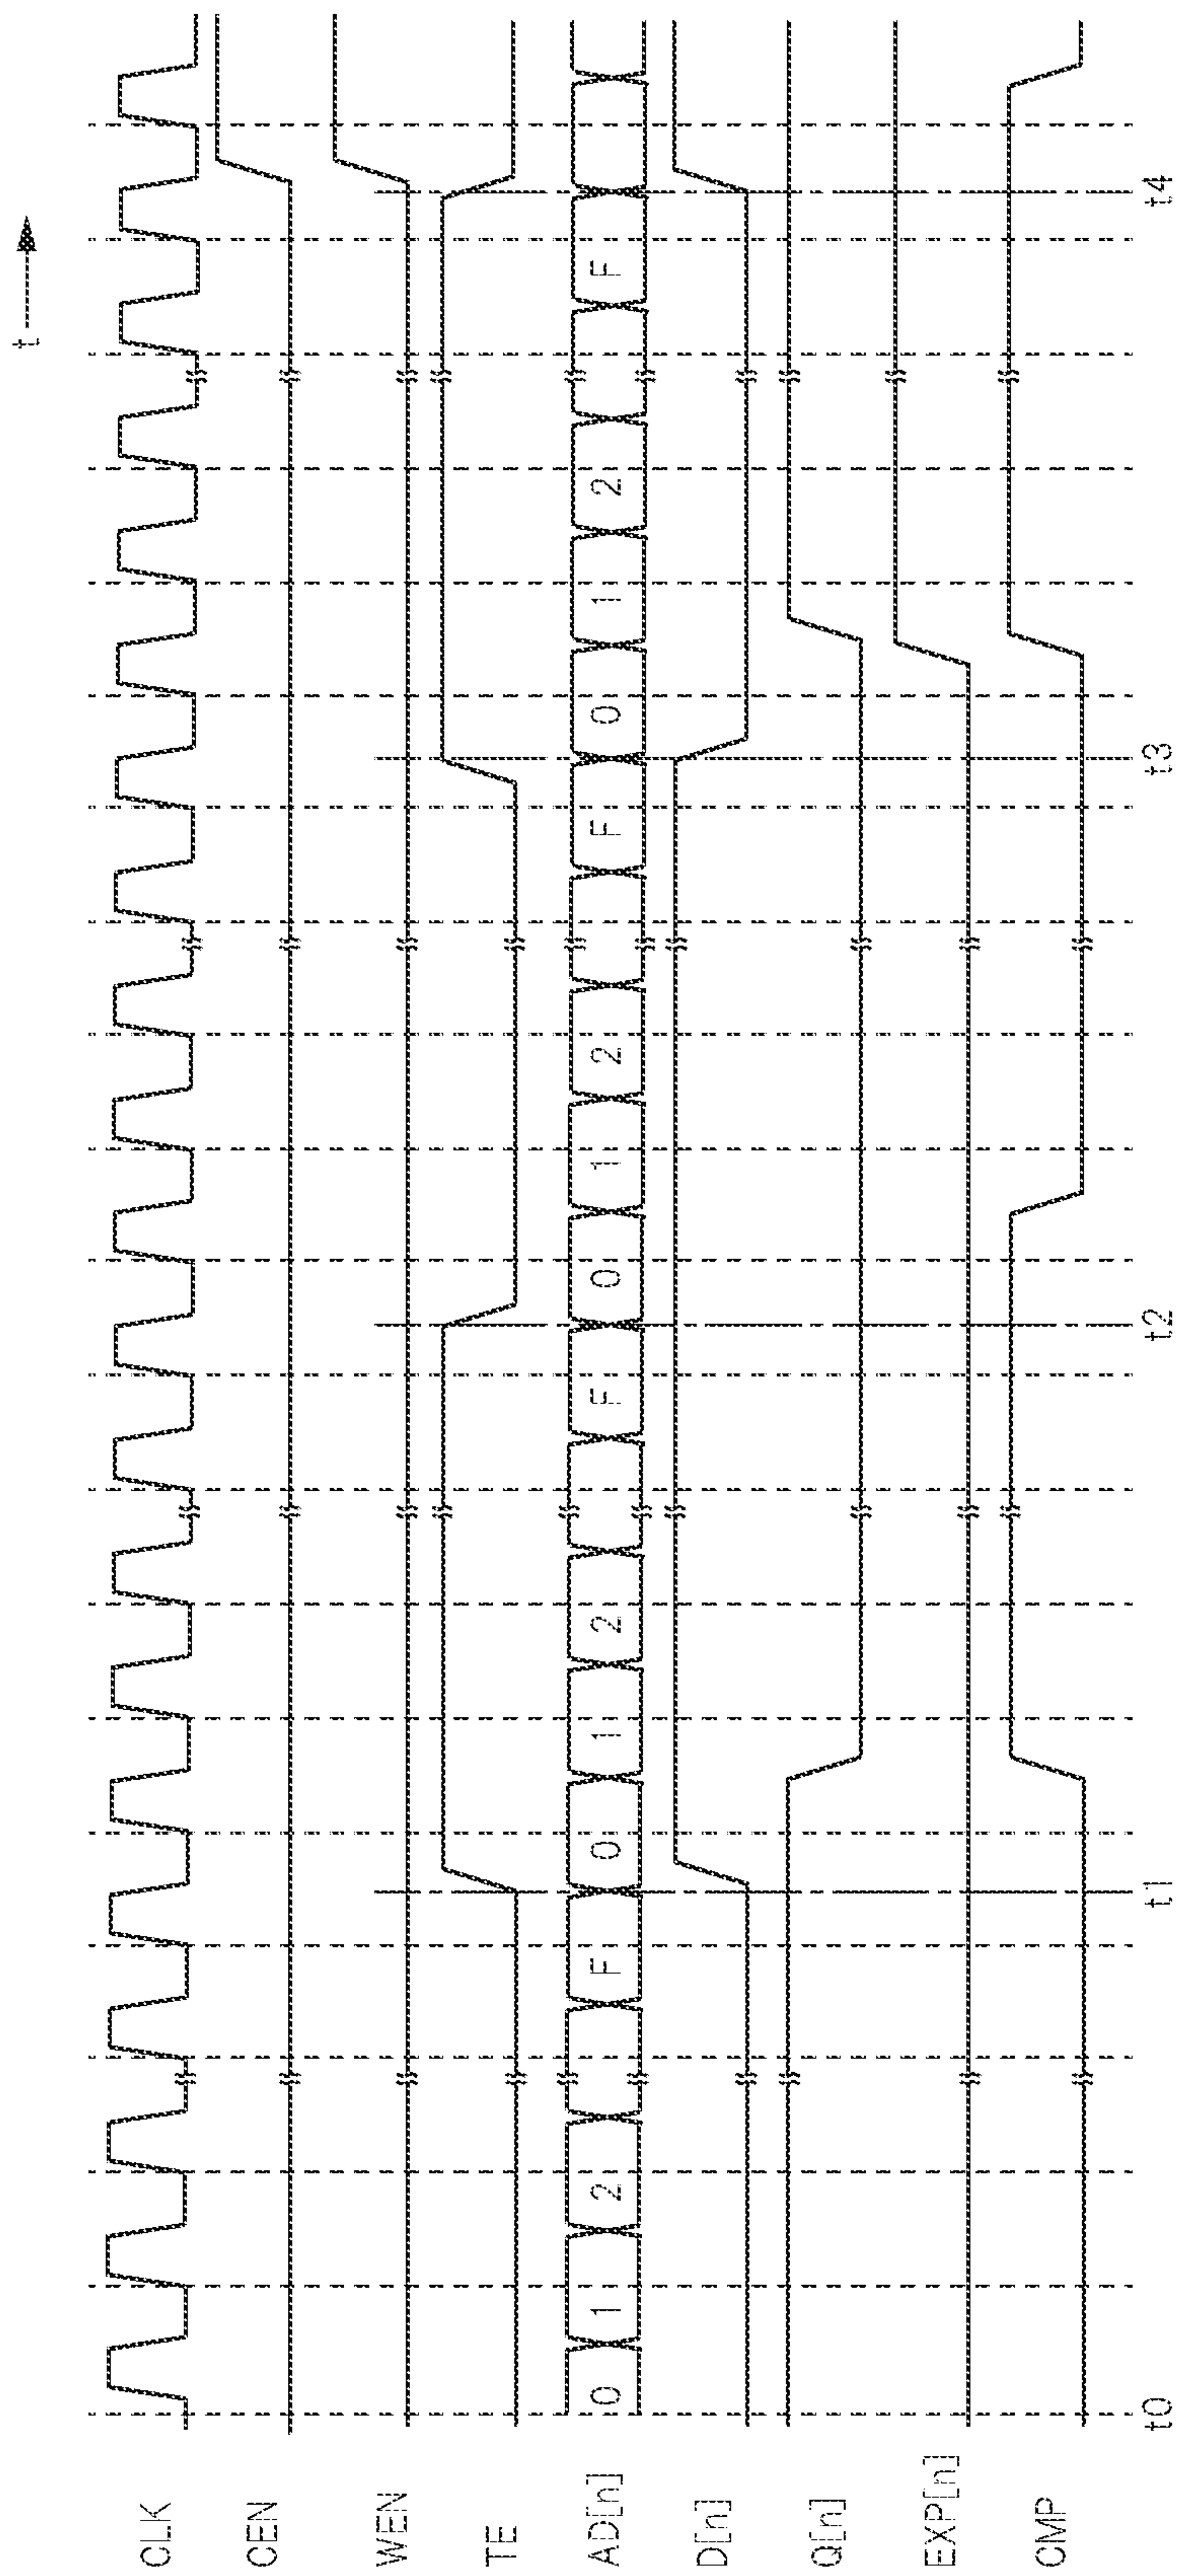 t
CLK
CEN
WEN
TE
AD[n] 0 1 2 F 0 1 2 F 0 1 2 F 0 1 2 F
D[n]
Q[n]
EXP[n]
CMP
t0 t1 t2 t3 t4